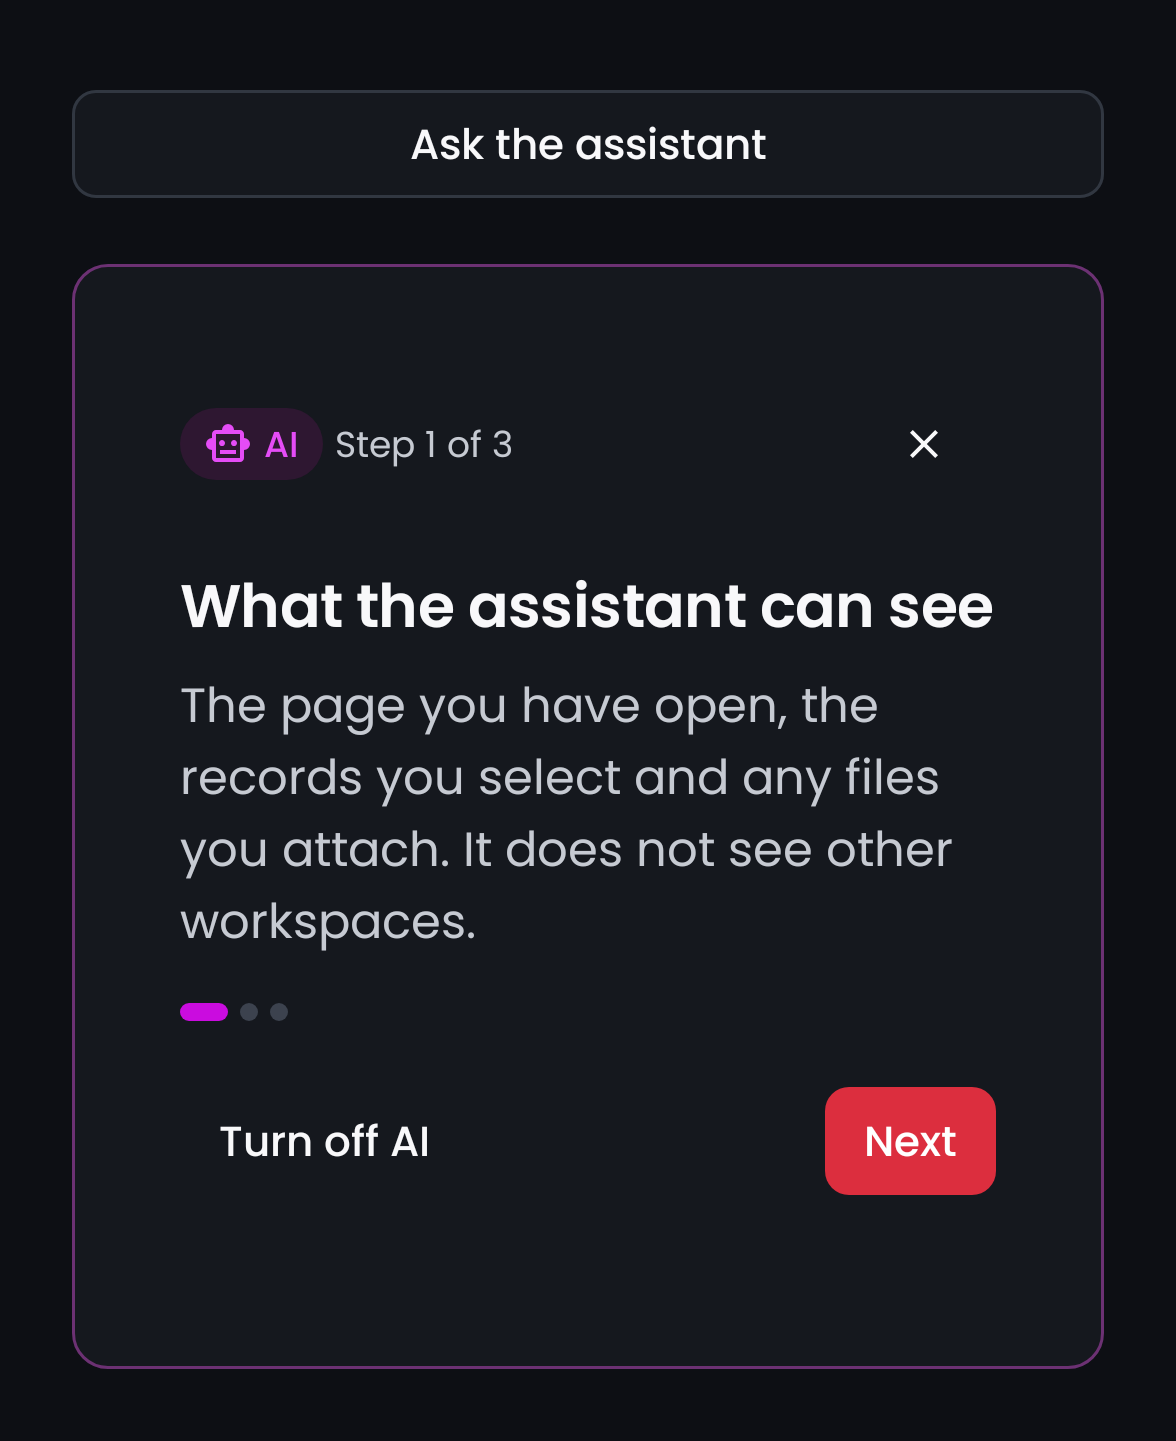 Ask the assistant
AI Step 1 of 3
What the assistant can see
The page you have open, the
records you select and any files
you attach. It does not see other
workspaces.
Turn off AI
Next